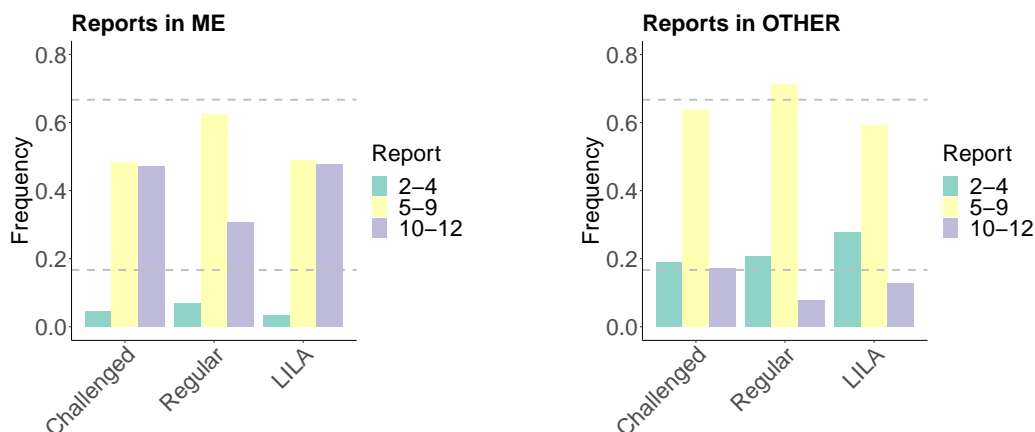 Reports in ME
Frequency
0.8
0.6
0.4
0.2
0.0
Challenged
Regular
LILA
Report
2−4
5−9
10−12
Reports in OTHER
Frequency
0.8
0.6
0.4
0.2
0.0
Challenged
Regular
LILA
Report
2−4
5−9
10−12